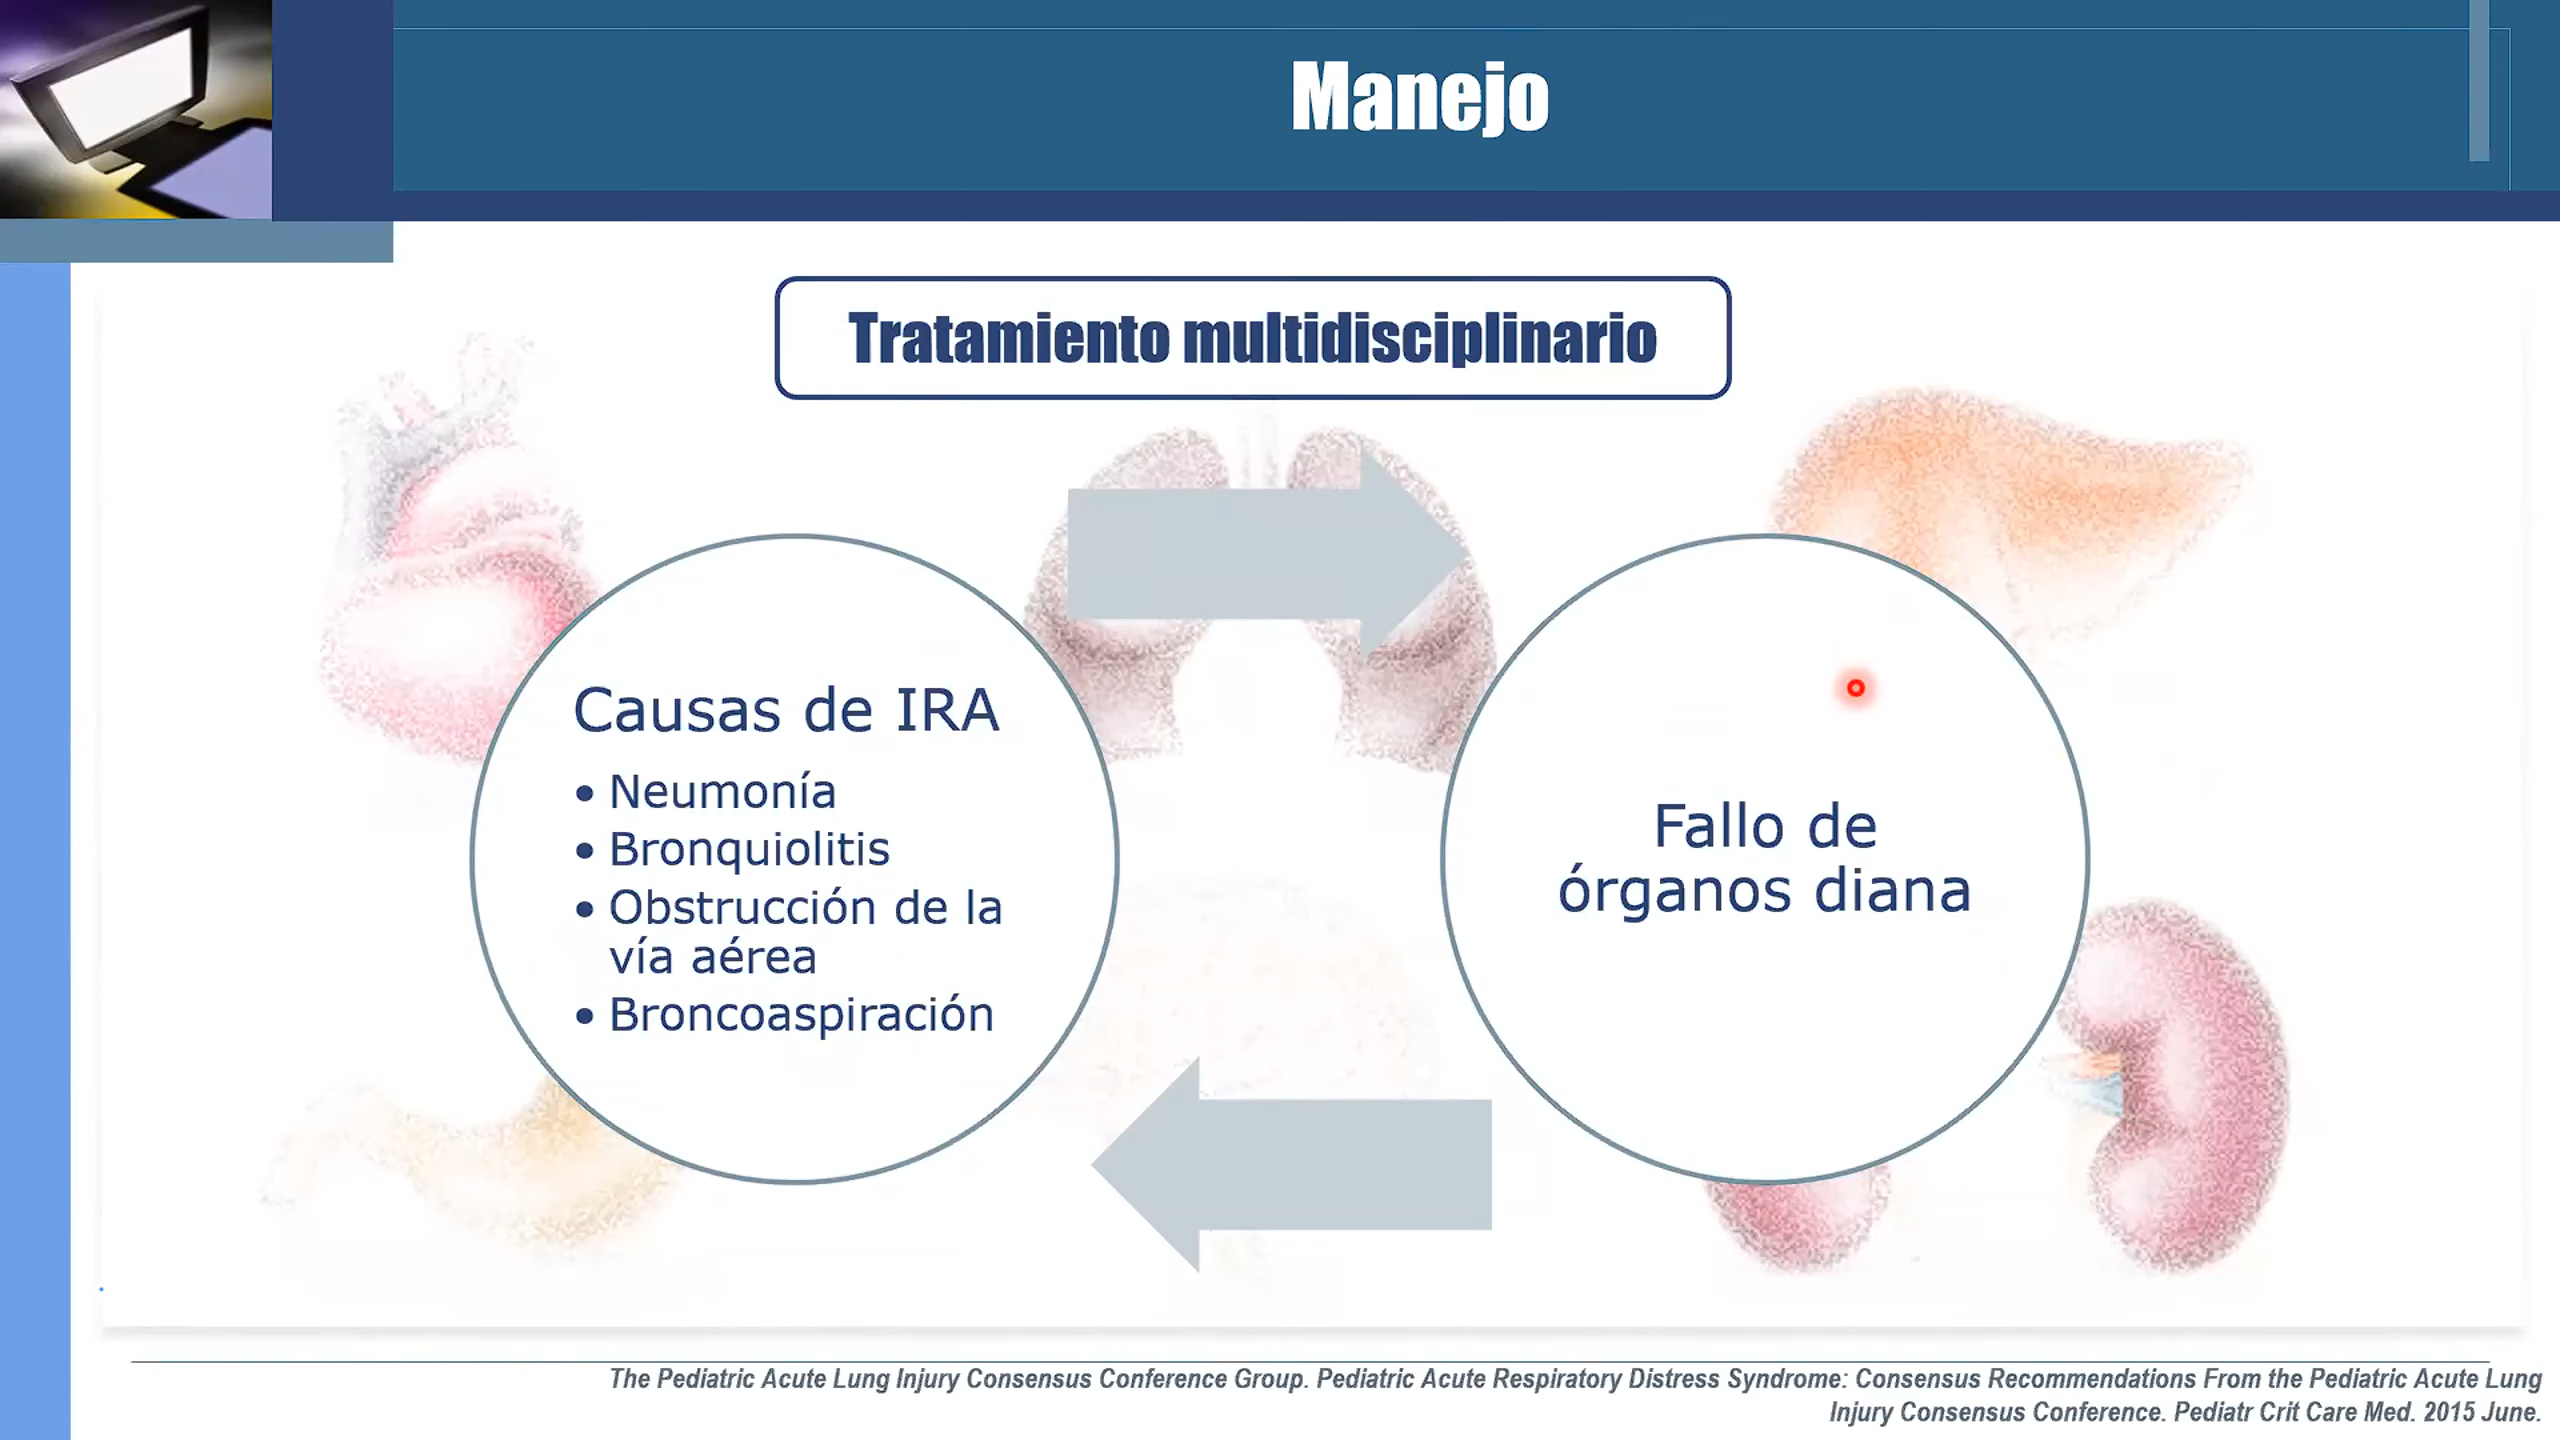 Manejo
Tratamiento multidisciplinario
Causas de IRA
• Neumonía
• Bronquiolitis
• Obstrucción de la
vía aérea
• Broncoaspiración
Fallo de
órganos diana
The Pediatric Acute Lung Injury Consensus Conference Group. Pediatric Acute Respiratory Distress Syndrome: Consensus Recommendations From the Pediatric Acute Lung
Injury Consensus Conference. Pediatr Crit Care Med. 2015 June.